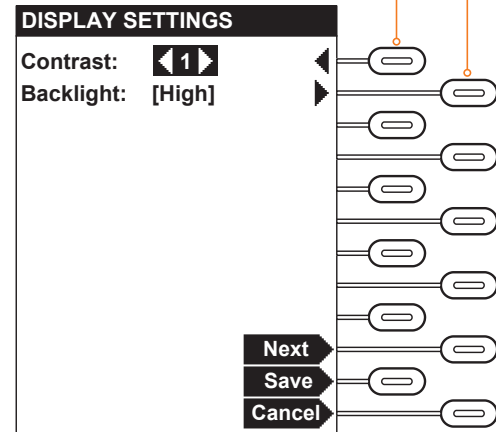 DISPLAY SETTINGS
Contrast: 1
Backlight: [High]
Next
Save
Cancel